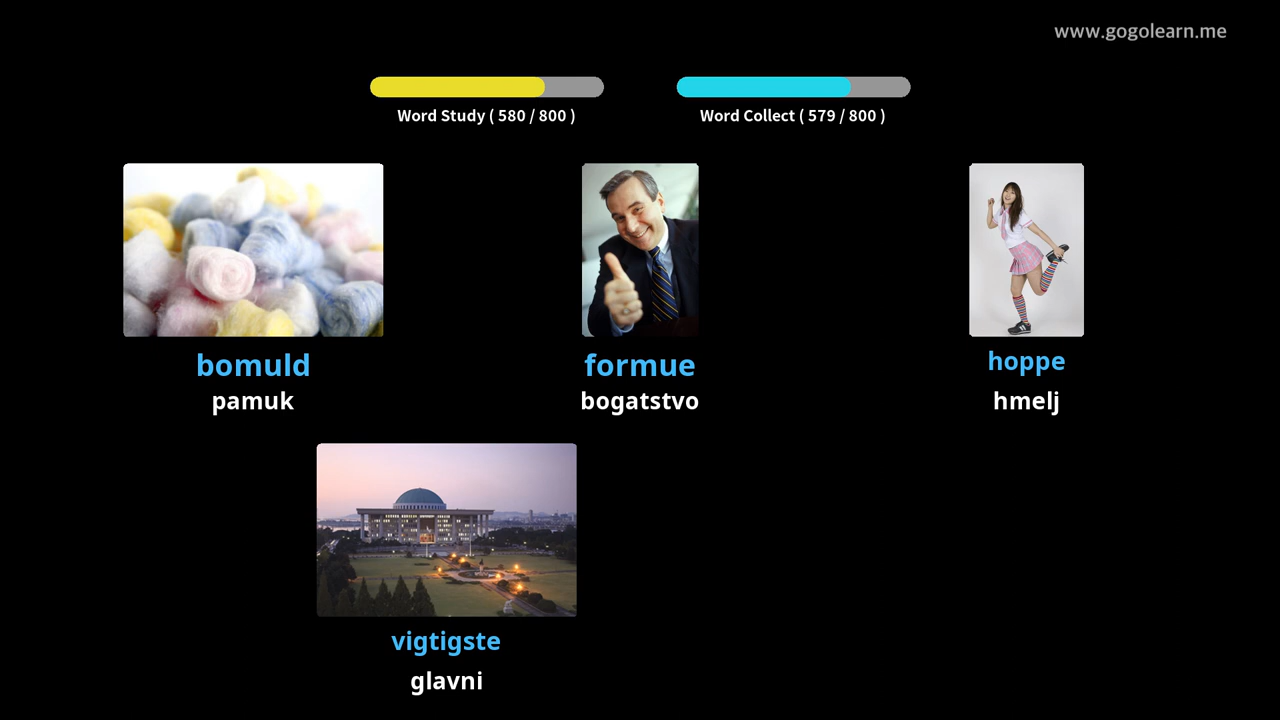 www.gogolearn.me
Word Study ( 580 / 800 )
Word Collect ( 579 / 800 )
bomuld
pamuk
formue
bogatstvo
hoppe
hmelj
vigtigste
glavni